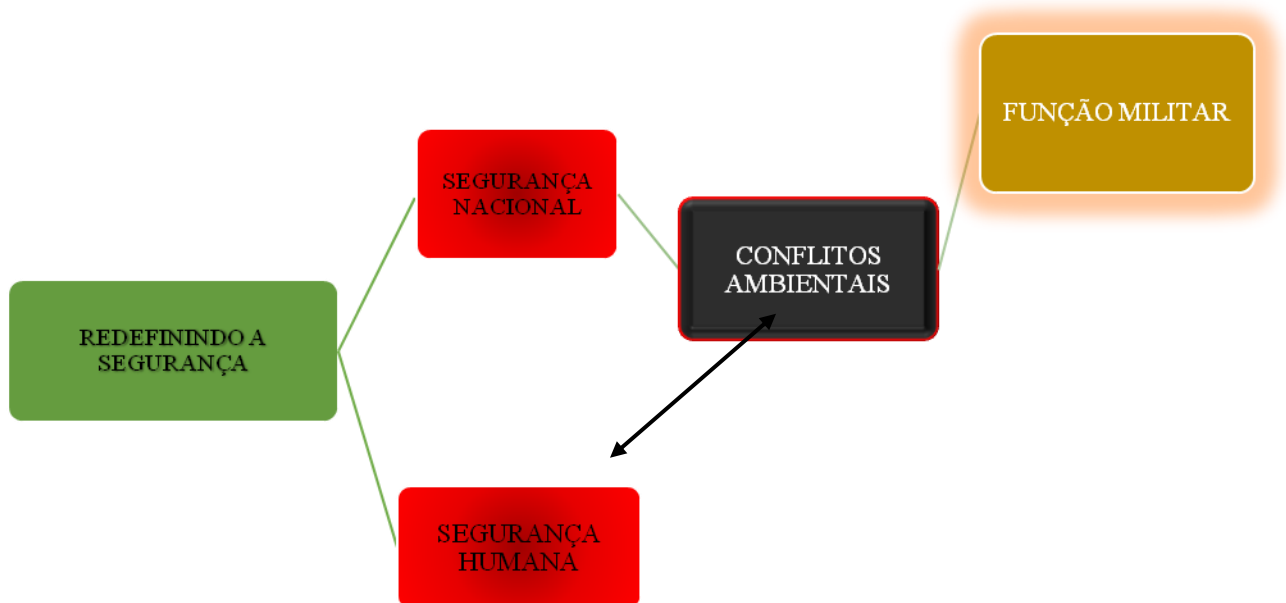 FUNÇÃO MILITAR
SEGURANÇA
NACIONAL
CONFLITOS
AMBIENTAIS
REDEFININDO A
SEGURANÇA
SEGURANÇA
HUMANA